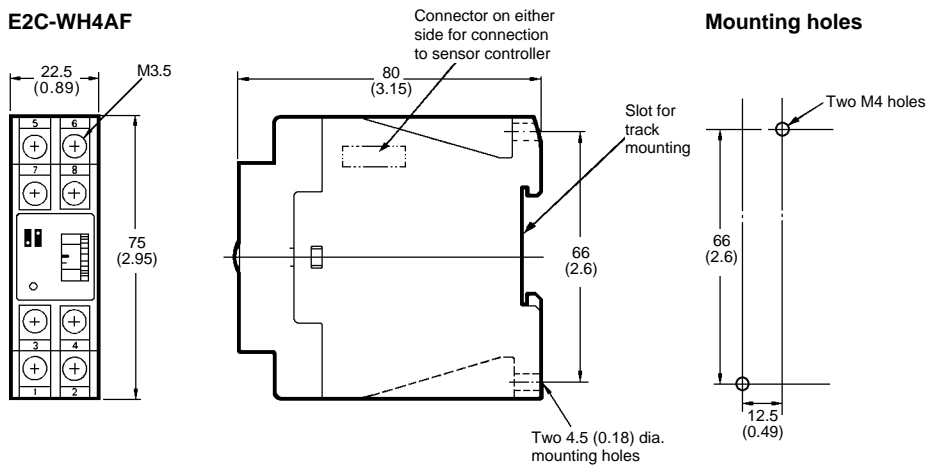 E2C-WH4AF
Connector on either
side for connection
to sensor controller
Mounting holes
22.5
(0.89)
M3.5
80
(3.15)
Slot for
track
mounting
Two M4 holes
5 6
7 8
75
(2.95)
66
(2.6)
66
(2.6)
3 4
1 2
12.5
(0.49)
Two 4.5 (0.18) dia.
mounting holes